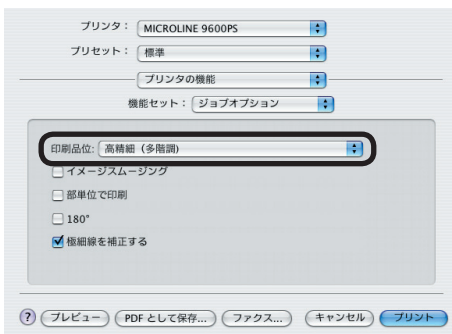 プリンタ： MICROLINE 9600PS
プリセット： 標準
プリンタの機能
機能セット： ジョブオプション
印刷品位: 高精細（多階調）
イメージスムージング
部単位で印刷
180°
極細線を補正する
? プレビュー PDF として保存... ファクス... キャンセル プリント